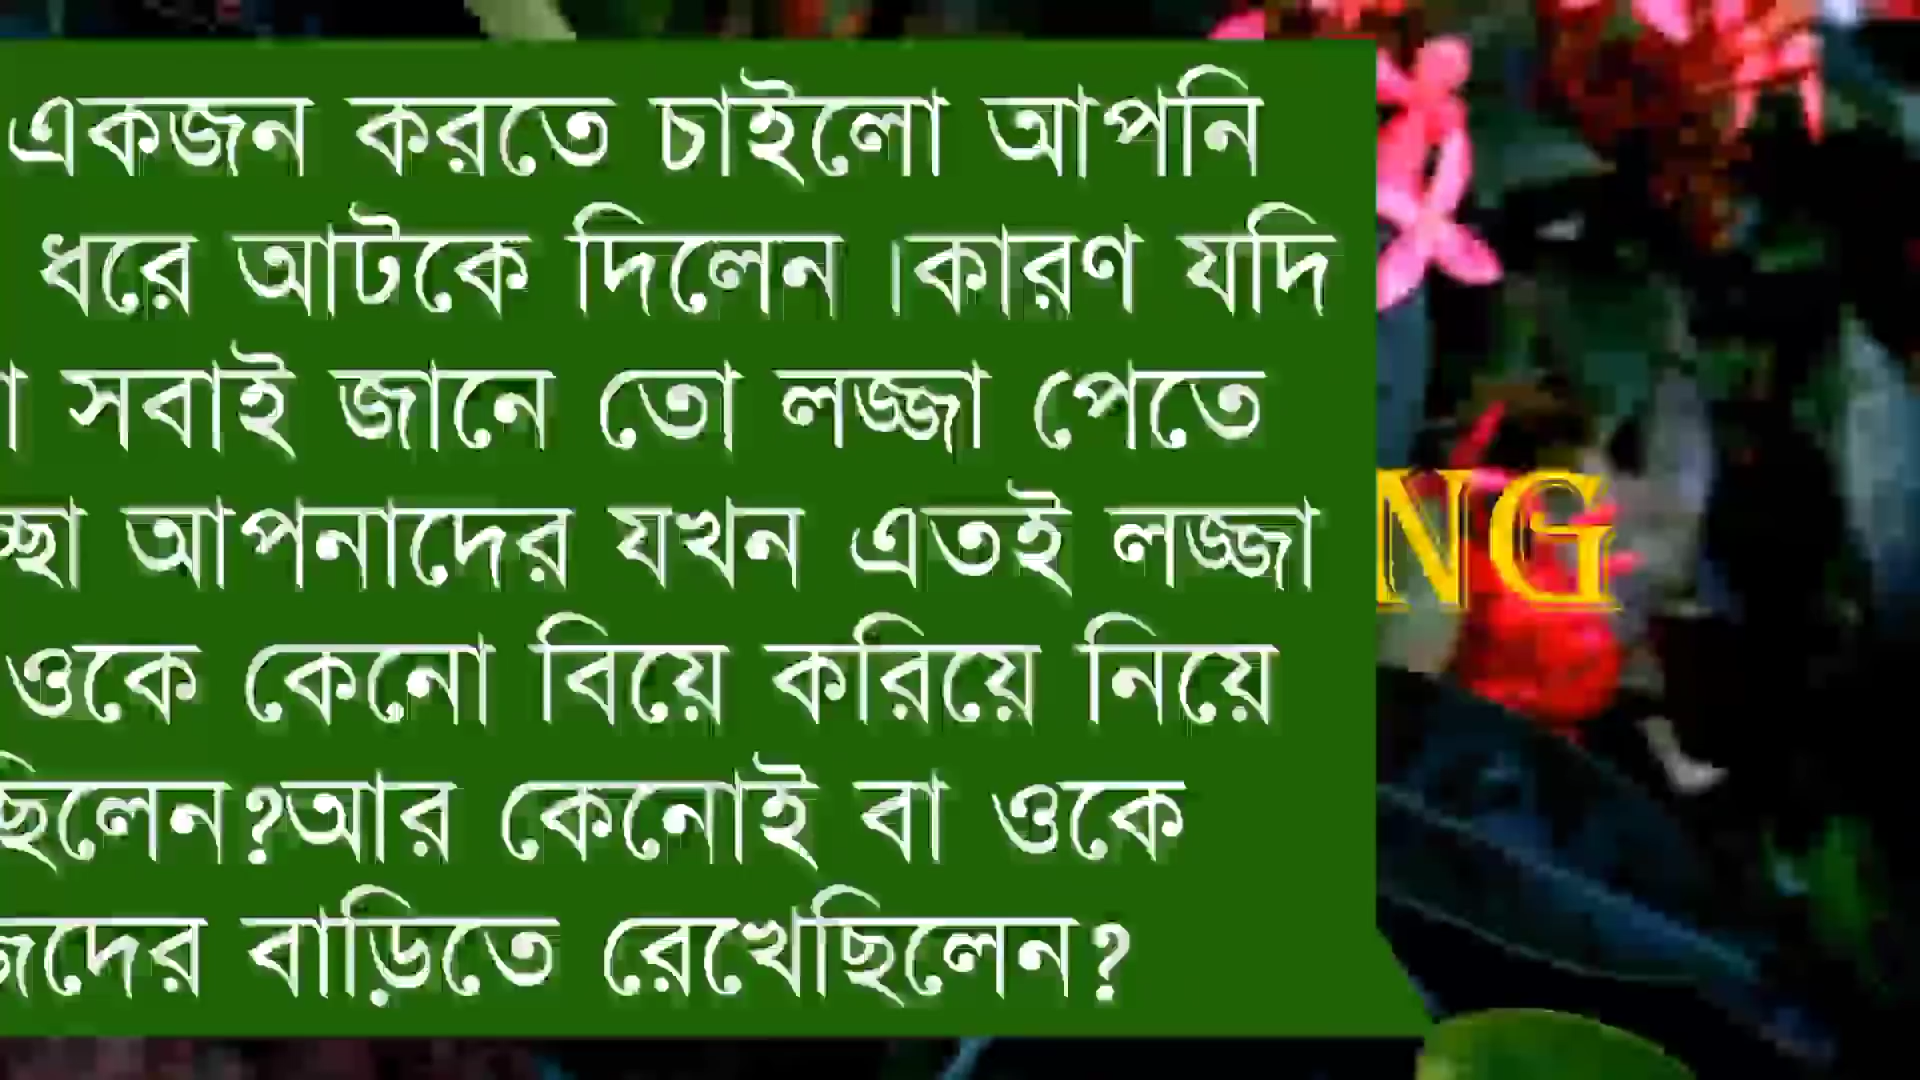 একজন করতে চাইলো আপনি
ধরে আটকে দিলেন ।কারণ যদি
সবাই জানে তো লজ্জা পেতে
আপনাদের যখন এতই লজ্জা
NG
ওকে কেনো বিয়ে করিয়ে নিয়ে
ছিলেন?আর কেনোই বা ওকে
বাড়িতে রেখেছিলেন?